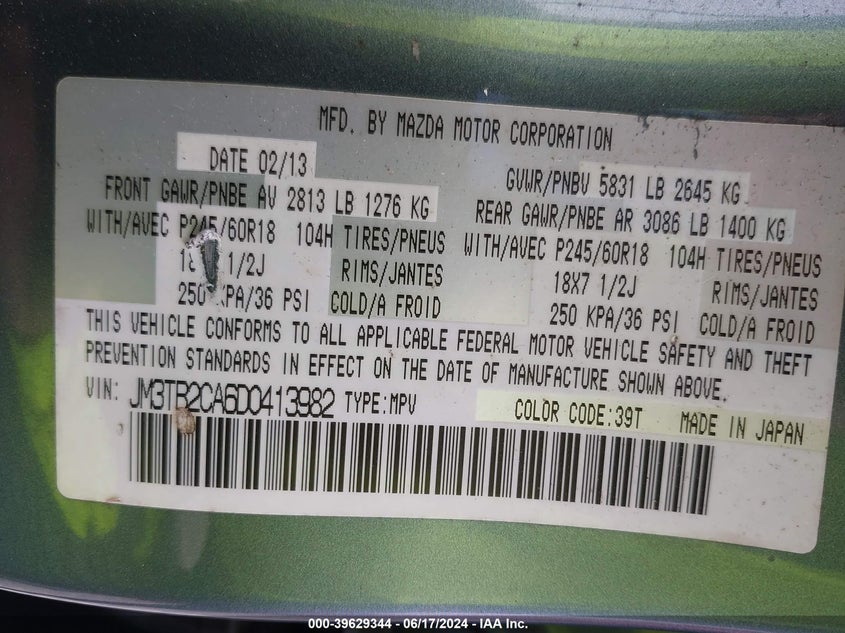 MFD. BY MAZDA MOTOR CORPORATION
DATE 02/13
GVWR/PNBV 5831 LB 2645 KG
FRONT GAWR/PNBE AV 2813 LB 1276 KG
REAR GAWR/PNBE AR 3086 LB 1400 KG
WITH/AVEC P245/60R18 104H TIRES/PNEUS
WITH/AVEC P245/60R18 104H TIRES/PNEUS
18 1/2J RIMS/JANTES
18X7 1/2J RIMS/JANTES
250 KPA/36 PSI COLD/A FROID
250 KPA/36 PSI COLD/A FROID
THIS VEHICLE CONFORMS TO ALL APPLICABLE FEDERAL MOTOR VEHICLE SAFETY AND THEFT
PREVENTION STANDARDS IN EFFECT ON THE DATE OF MANUFACTURE SHOWN ABOVE.
VIN: JM3TB2CA6D0413982 TYPE:MPV COLOR CODE:39T MADE IN JAPAN
000-39629344 - 06/17/2024 - IAA Inc.